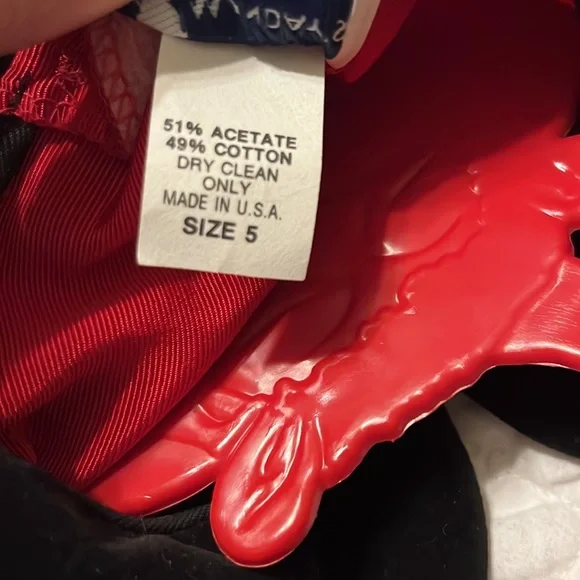 51% ACETATE
49% COTTON
DRY CLEAN
ONLY
MADE IN U.S.A.
SIZE 5